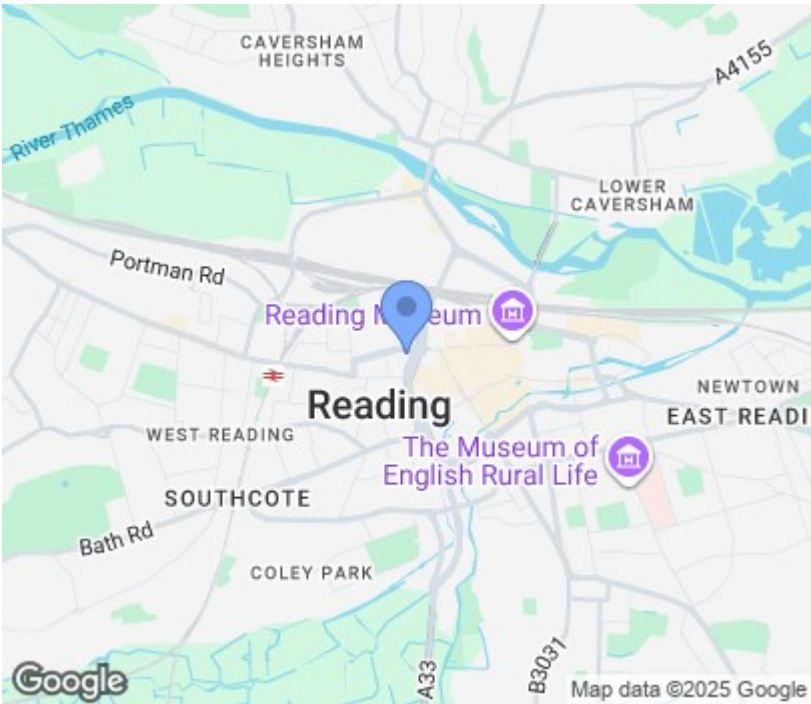 CAVERSHAM
HEIGHTS
A4155
River Thames
LOWER
CAVERSHAM
Portman Rd
Reading M eum
Reading
NEWTOWN
EAST READI
WEST READING
The Museum of
English Rural Life
SOUTHCOTE
Bath Rd
COLEY PARK
A33
B3031
Google
Map data ©2025 Google